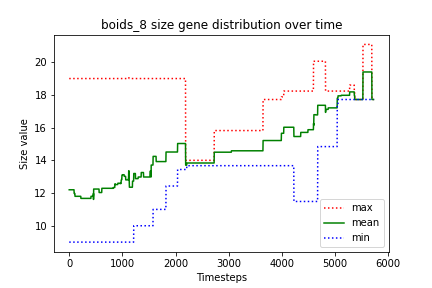 boids_8 size gene distribution over time
Size value
20
18
16
14
12
10
0
1000
2000
3000
4000
5000
6000
Timesteps
max
mean
min